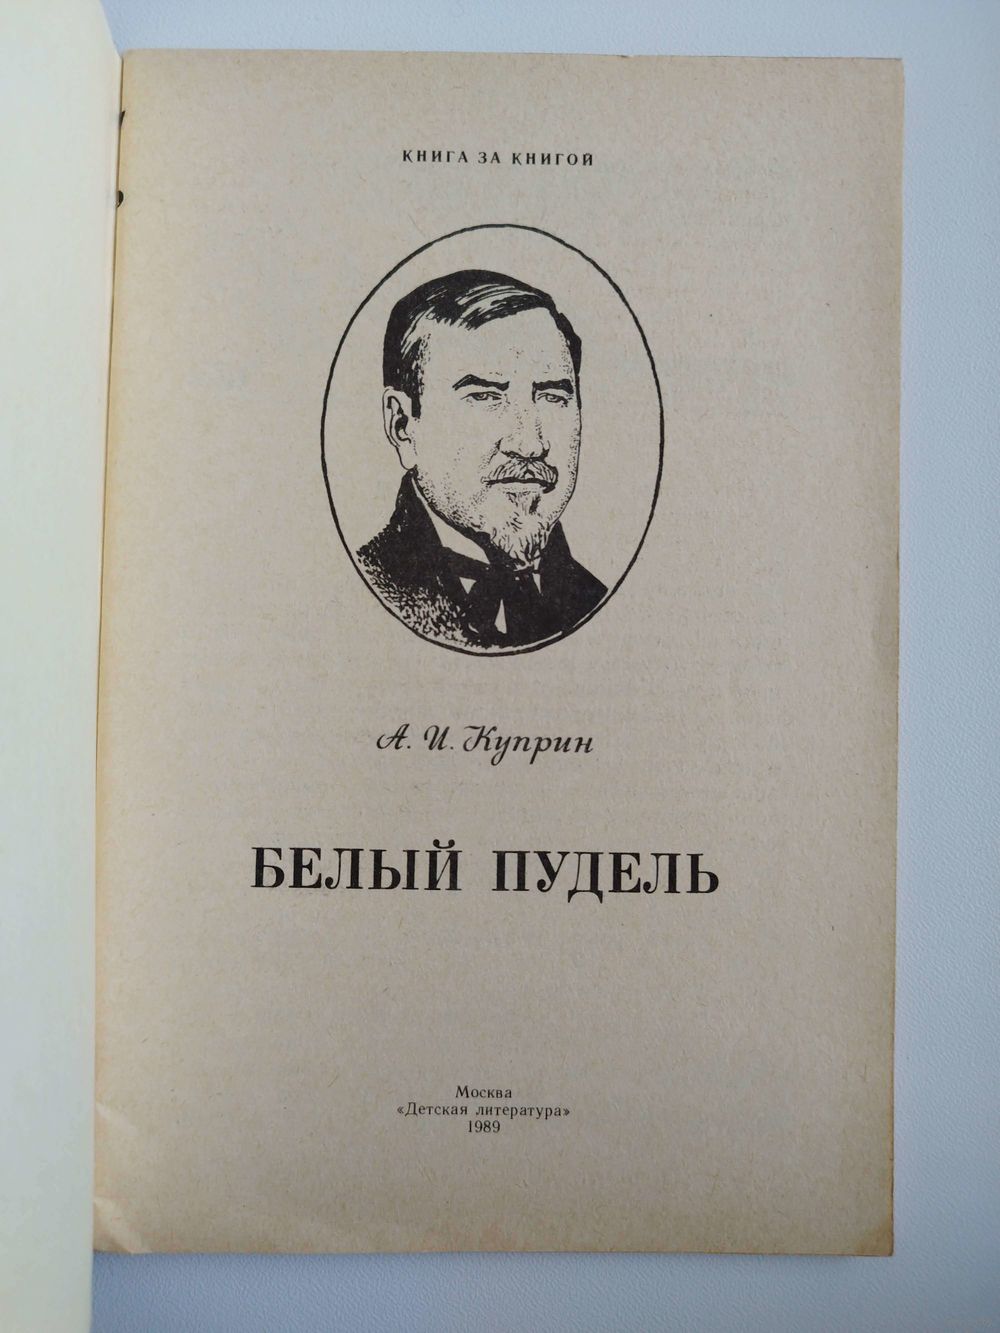 КНИГА ЗА КНИГОЙ
А. И. Куприн
БЕЛЫЙ ПУДЕЛЬ
Москва
«Детская литература»
1989